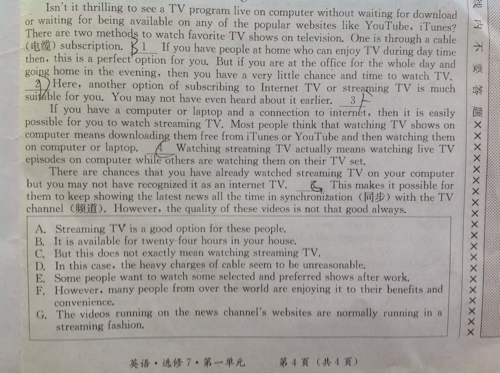 Isn't it thrilling to see a TV program live on computer without waiting for download
or waiting for being available on any of the popular websites like YouTube, iTunes?
There are two methods to watch favorite TV shows on television. One is through a cable
(电缆) subscription. B 1 If you have people at home who can enjoy TV during day time
then, this is a perfect option for you. But if you are at the office for the whole day and
going home in the evening, then you have a very little chance and time to watch TV.
2 Here, another option of subscribing to Internet TV or streaming TV is much
suitable for you. You may not have even heard about it earlier. 3 F
If you have a computer or laptop and a connection to internet, then it is easily
possible for you to watch streaming TV. Most people think that watching TV shows on
computer means downloading them free from iTunes or YouTube and then watching them
on computer or laptop. 4 Watching streaming TV actually means watching live TV
episodes on computer while others are watching them on their TV set.
There are chances that you have already watched streaming TV on your computer
but you may not have recognized it as an internet TV. G This makes it possible for
them to keep showing the latest news all the time in synchronization (同步) with the TV
channel (频道). However, the quality of these videos is not that good always.
A. Streaming TV is a good option for these people.
B. It is available for twenty-four hours in your house.
C. But this does not exactly mean watching streaming TV.
D. In this case, the heavy charges of cable seem to be unreasonable.
E. Some people want to watch some selected and preferred shows after work.
F. However, many people from over the world are enjoying it to their benefits and
convenience.
G. The videos running on the news channel's websites are normally running in a
streaming fashion.
英语·选修7·第一单元 第4页(共4页)
内不要答题
×××××××××××××××××